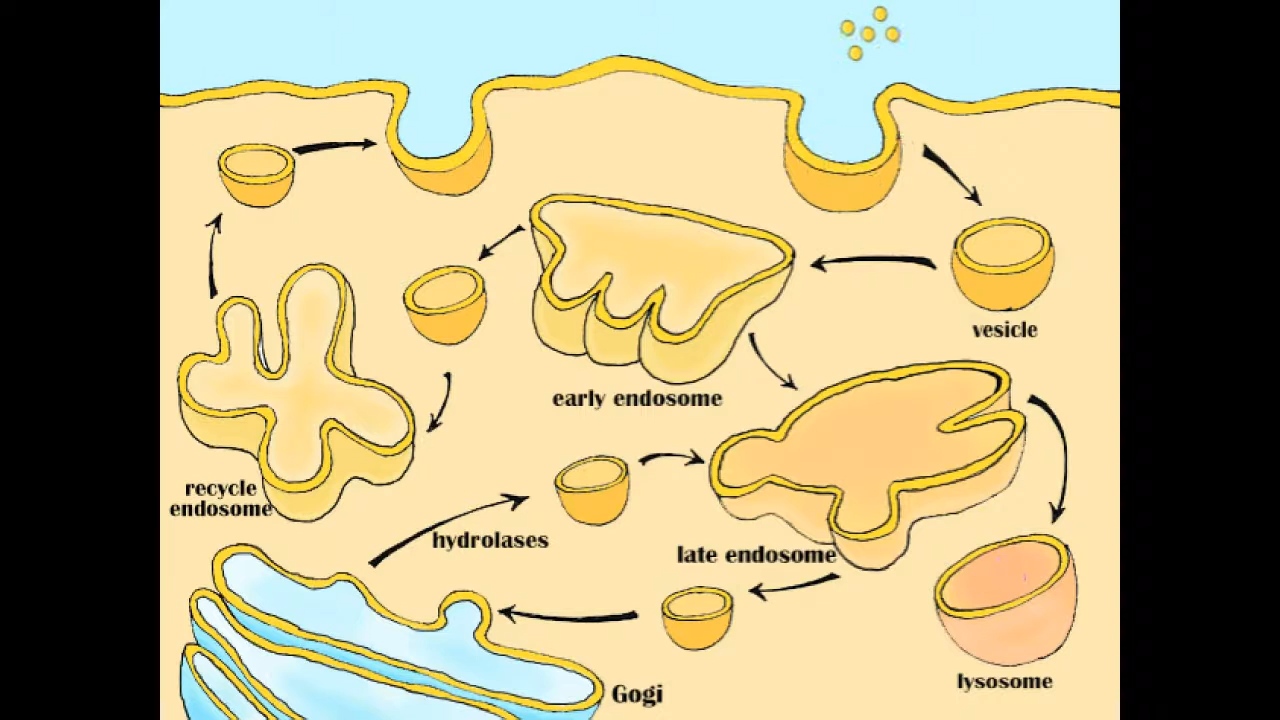 vesicle
early endosome
recycle
endosome
hydrolases
late endosome
lysosome
Gogi